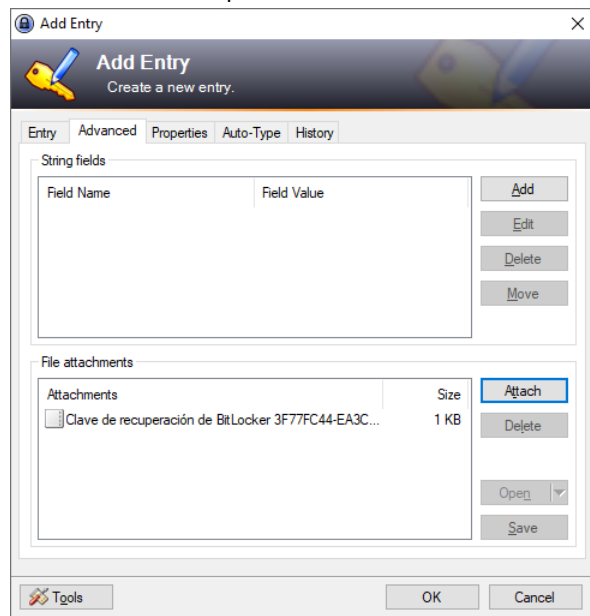 Add Entry
Add Entry
Create a new entry.
Entry Advanced Properties Auto-Type History
String fields
Field Name Field Value
Add
Edit
Delete
Move
File attachments
Attachments Size
Clave de recuperación de BitLocker 3F77FC44-EA3C... 1 KB
Attach
Delete
Open
Save
Tools OK Cancel